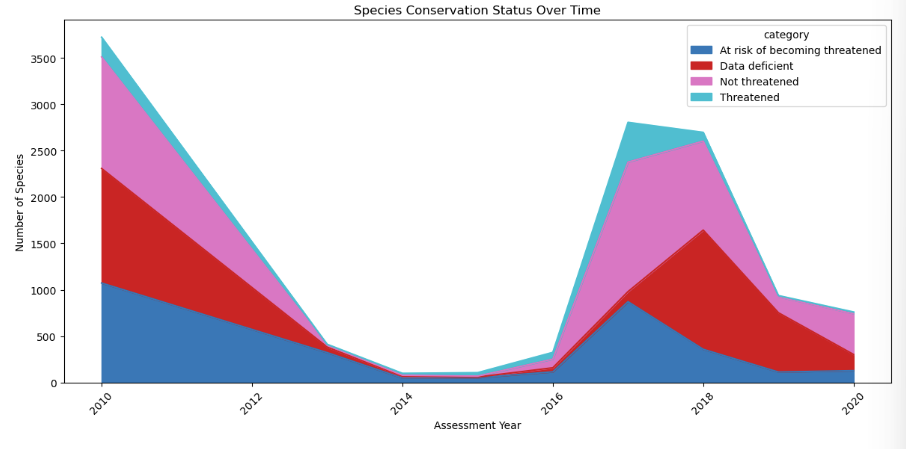 Species Conservation Status Over Time
category
At risk of becoming threatened
Data deficient
Not threatened
Threatened
Number of Species
3500
3000
2500
2000
1500
1000
500
0
2010
2012
2014
2016
2018
2020
Assessment Year